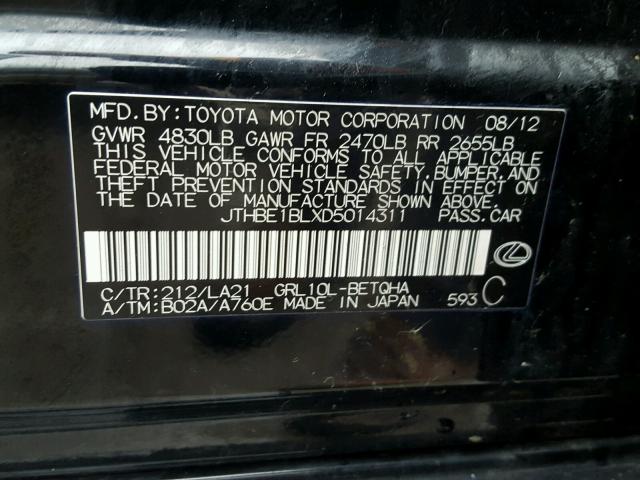 MFD. BY: TOYOTA MOTOR CORPORATION 08/12
GVWR 4830LB GAWR FR 2470LB RR 2655LB
THIS VEHICLE CONFORMS TO ALL APPLICABLE
FEDERAL MOTOR VEHICLE SAFETY, BUMPER, AND
THEFT PREVENTION STANDARDS IN EFFECT ON
THE DATE OF MANUFACTURE SHOWN ABOVE.
JTHBE1BLXD5014311 PASS. CAR
C/TR: 212/LA21 GRL10L-BETQHA
A/TM: B02A/A760E MADE IN JAPAN 593 C